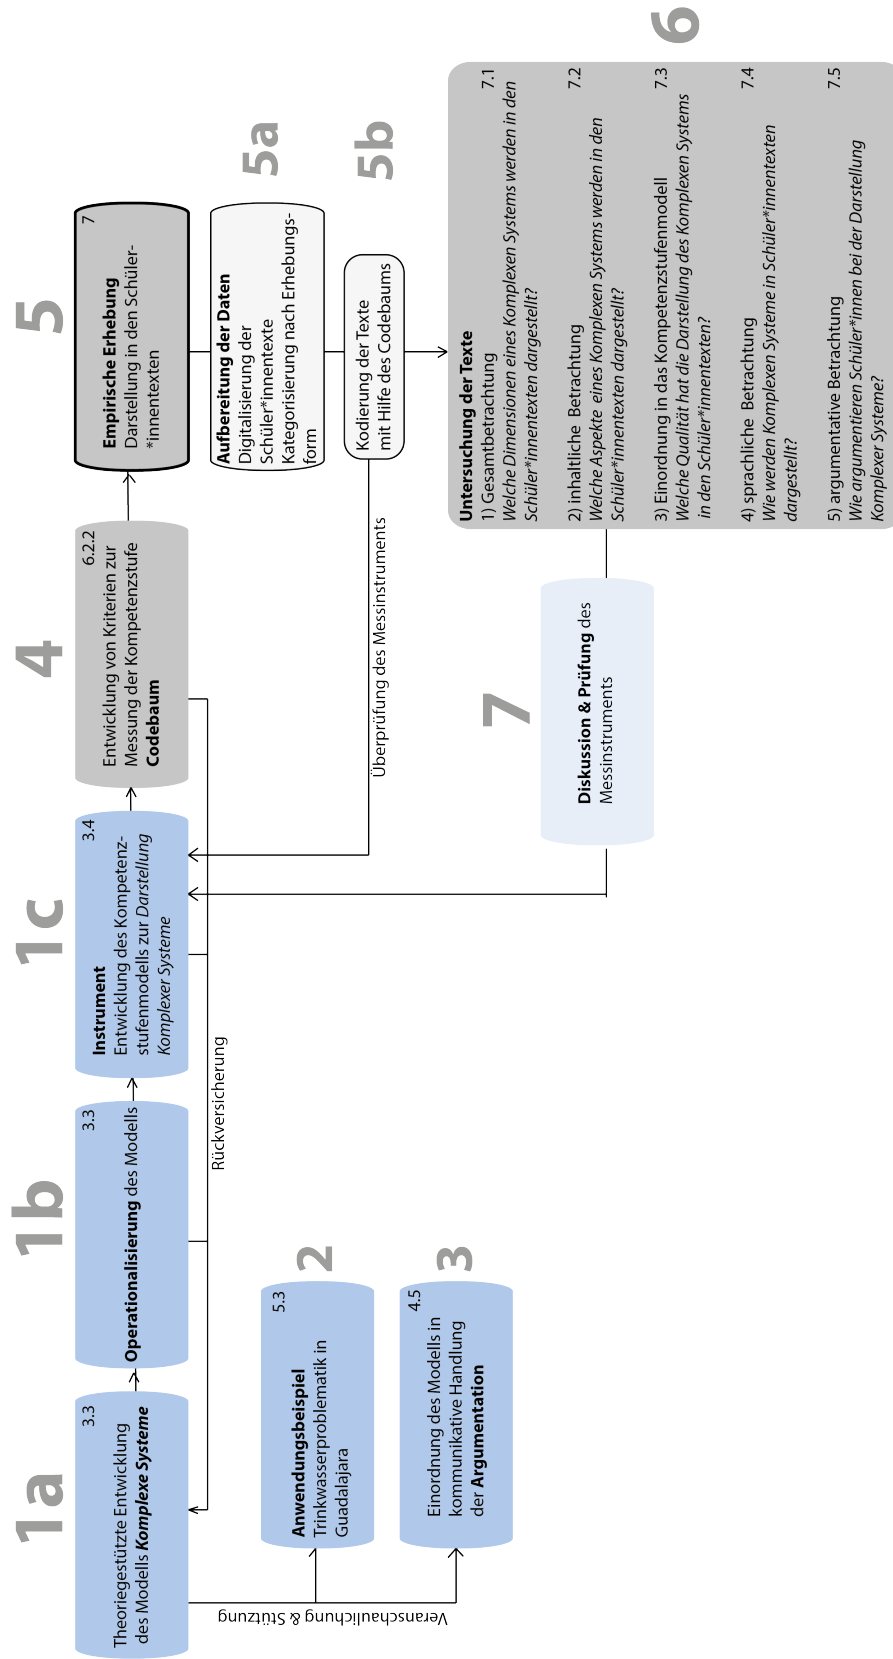 1a
3.3
Theoriegestützte Entwicklung
des Modells Komplexe Systeme
1b
3.3
Operationalisierung des Modells
1c
3.4
Instrument
Entwicklung des Kompetenz-
stufenmodells zur Darstellung
Komplexer Systeme
4
6.2.2
Entwicklung von Kriterien zur
Messung der Kompetenzstufe
Codebaum
5
7
Empirische Erhebung
Darstellung in den Schüler-
*innentexten
Rückversicherung
Veranschaulichung & Stützung
2
5.3
Anwendungsbeispiel
Trinkwasserproblematik in
Guadalajara
3
4.5
Einordnung des Modells in
kommunikative Handlung
der Argumentation
5a
Aufbereitung der Daten
Digitalisierung der
Schüler*innentexte
Kategorisierung nach Erhebungs-
form
5b
Kodierung der Texte
mit Hilfe des Codebaums
Überprüfung des Messinstruments
6
Untersuchung der Texte
1) Gesamtbetrachtung 7.1
Welche Dimensionen eines Komplexen Systems werden in den
Schüler*innentexten dargestellt?
2) inhaltliche Betrachtung 7.2
Welche Aspekte eines Komplexen Systems werden in den
Schüler*innentexten dargestellt?
3) Einordnung in das Kompetenzstufenmodell 7.3
Welche Qualität hat die Darstellung des Komplexen Systems
in den Schüler*innentexten?
4) sprachliche Betrachtung 7.4
Wie werden Komplexe Systeme in Schüler*innentexten
dargestellt?
5) argumentative Betrachtung 7.5
Wie argumentieren Schüler*innen bei der Darstellung
Komplexer Systeme?
7
Diskussion & Prüfung des
Messinstruments